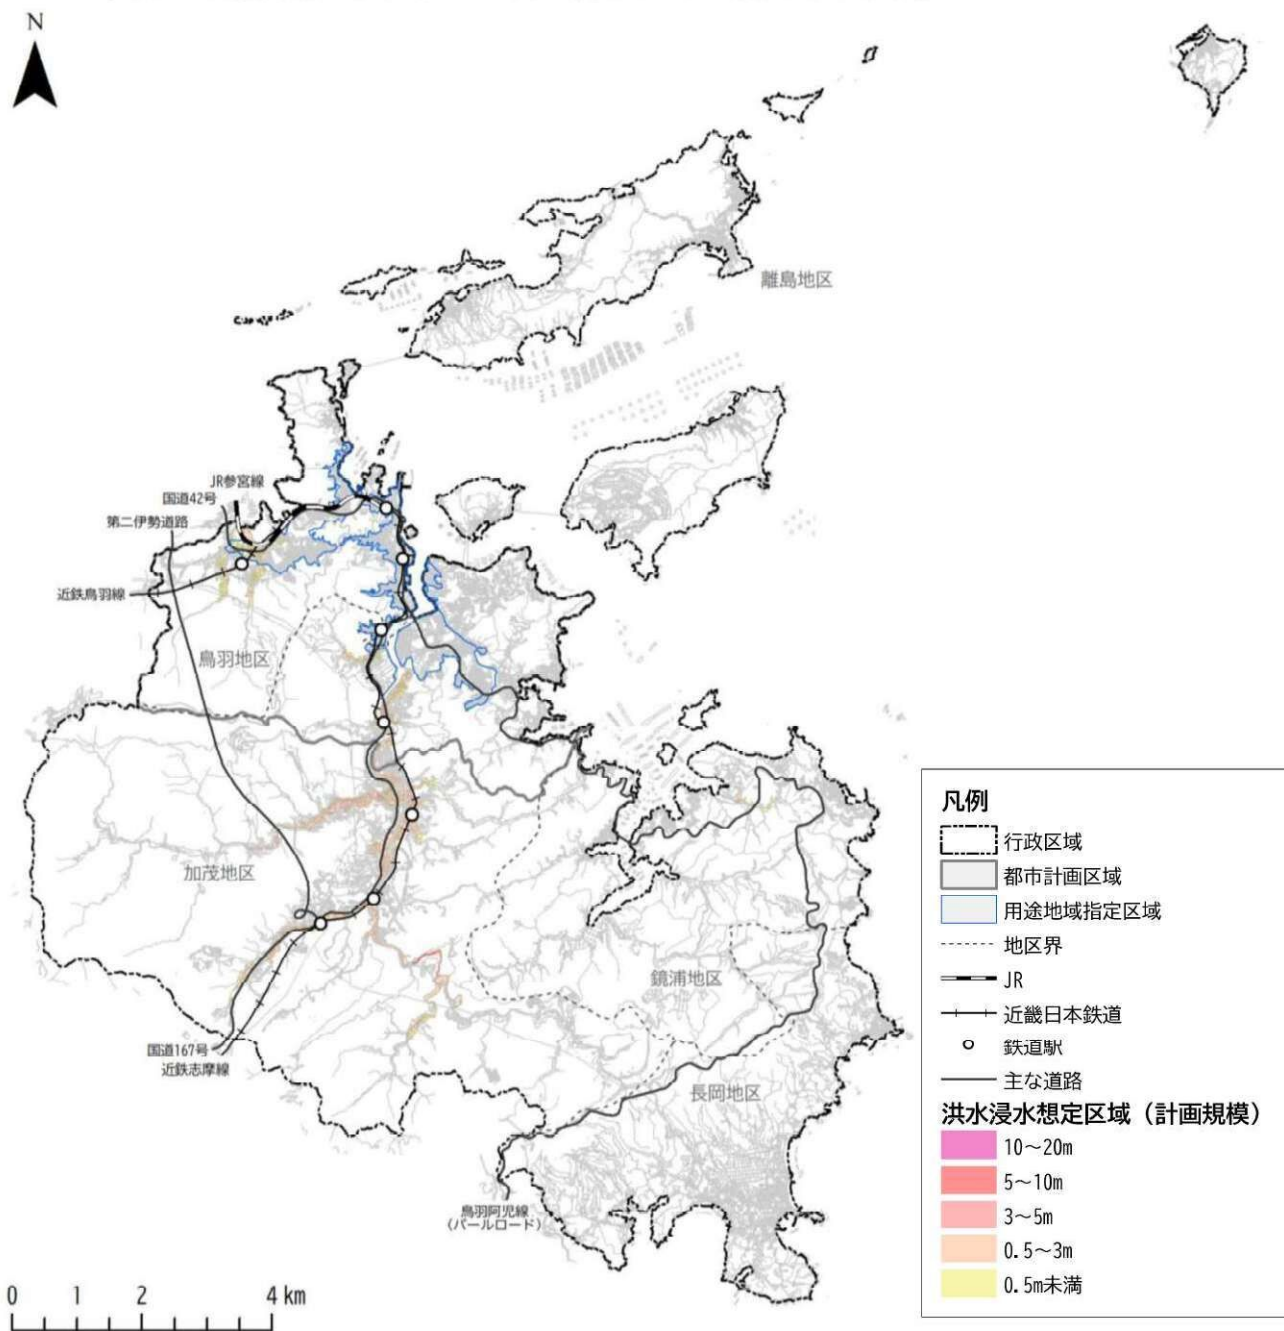 N
離島地区
JR参宮線
国道42号
第二伊勢道路
近鉄鳥羽線
鳥羽地区
加茂地区
鏡浦地区
国道167号
近鉄志摩線
長岡地区
鳥羽阿児線
(パールロード)
凡例
行政区域
都市計画区域
用途地域指定区域
地区界
JR
近畿日本鉄道
鉄道駅
主な道路
洪水浸水想定区域（計画規模）
10～20m
5～10m
3～5m
0.5～3m
0.5m未満
0 1 2 4 km